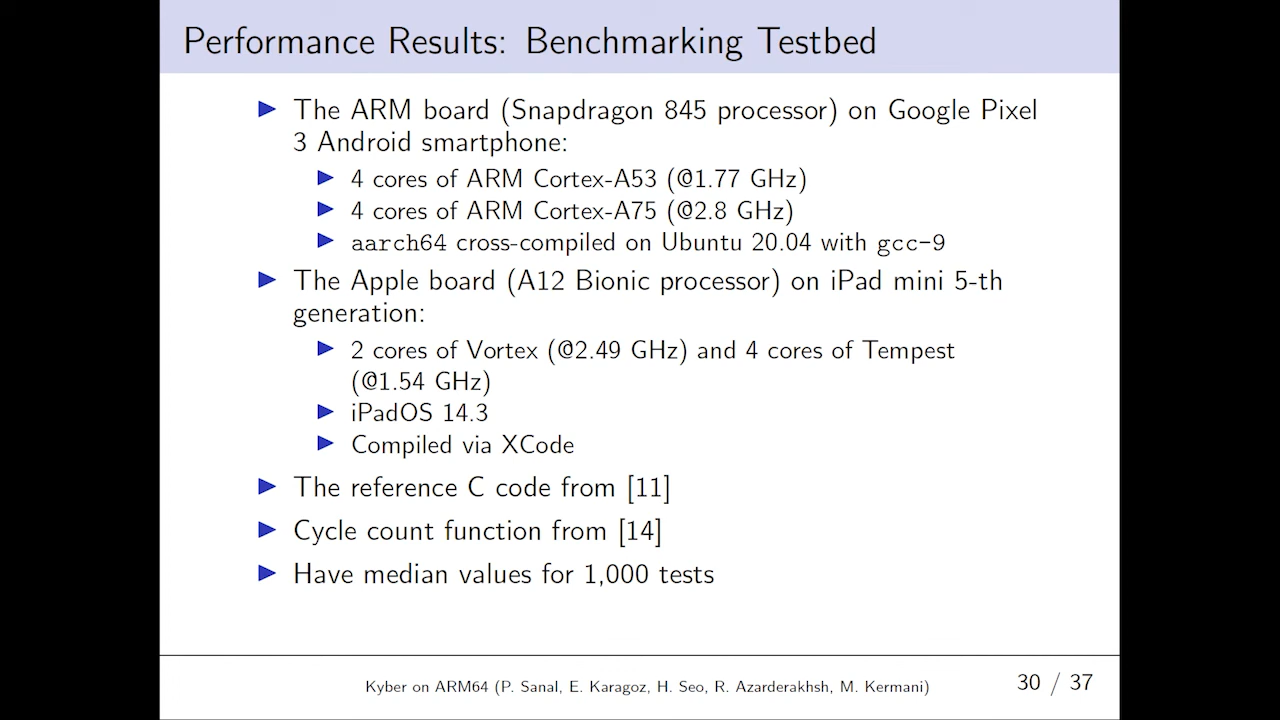 Performance Results: Benchmarking Testbed
The ARM board (Snapdragon 845 processor) on Google Pixel
3 Android smartphone:
4 cores of ARM Cortex-A53 (@1.77 GHz)
4 cores of ARM Cortex-A75 (@2.8 GHz)
aarch64 cross-compiled on Ubuntu 20.04 with gcc-9
The Apple board (A12 Bionic processor) on iPad mini 5-th
generation:
2 cores of Vortex (@2.49 GHz) and 4 cores of Tempest
(@1.54 GHz)
iPadOS 14.3
Compiled via XCode
The reference C code from [11]
Cycle count function from [14]
Have median values for 1,000 tests
Kyber on ARM64 (P. Sanal, E. Karagoz, H. Seo, R. Azarderakhsh, M. Kermani)
30 / 37